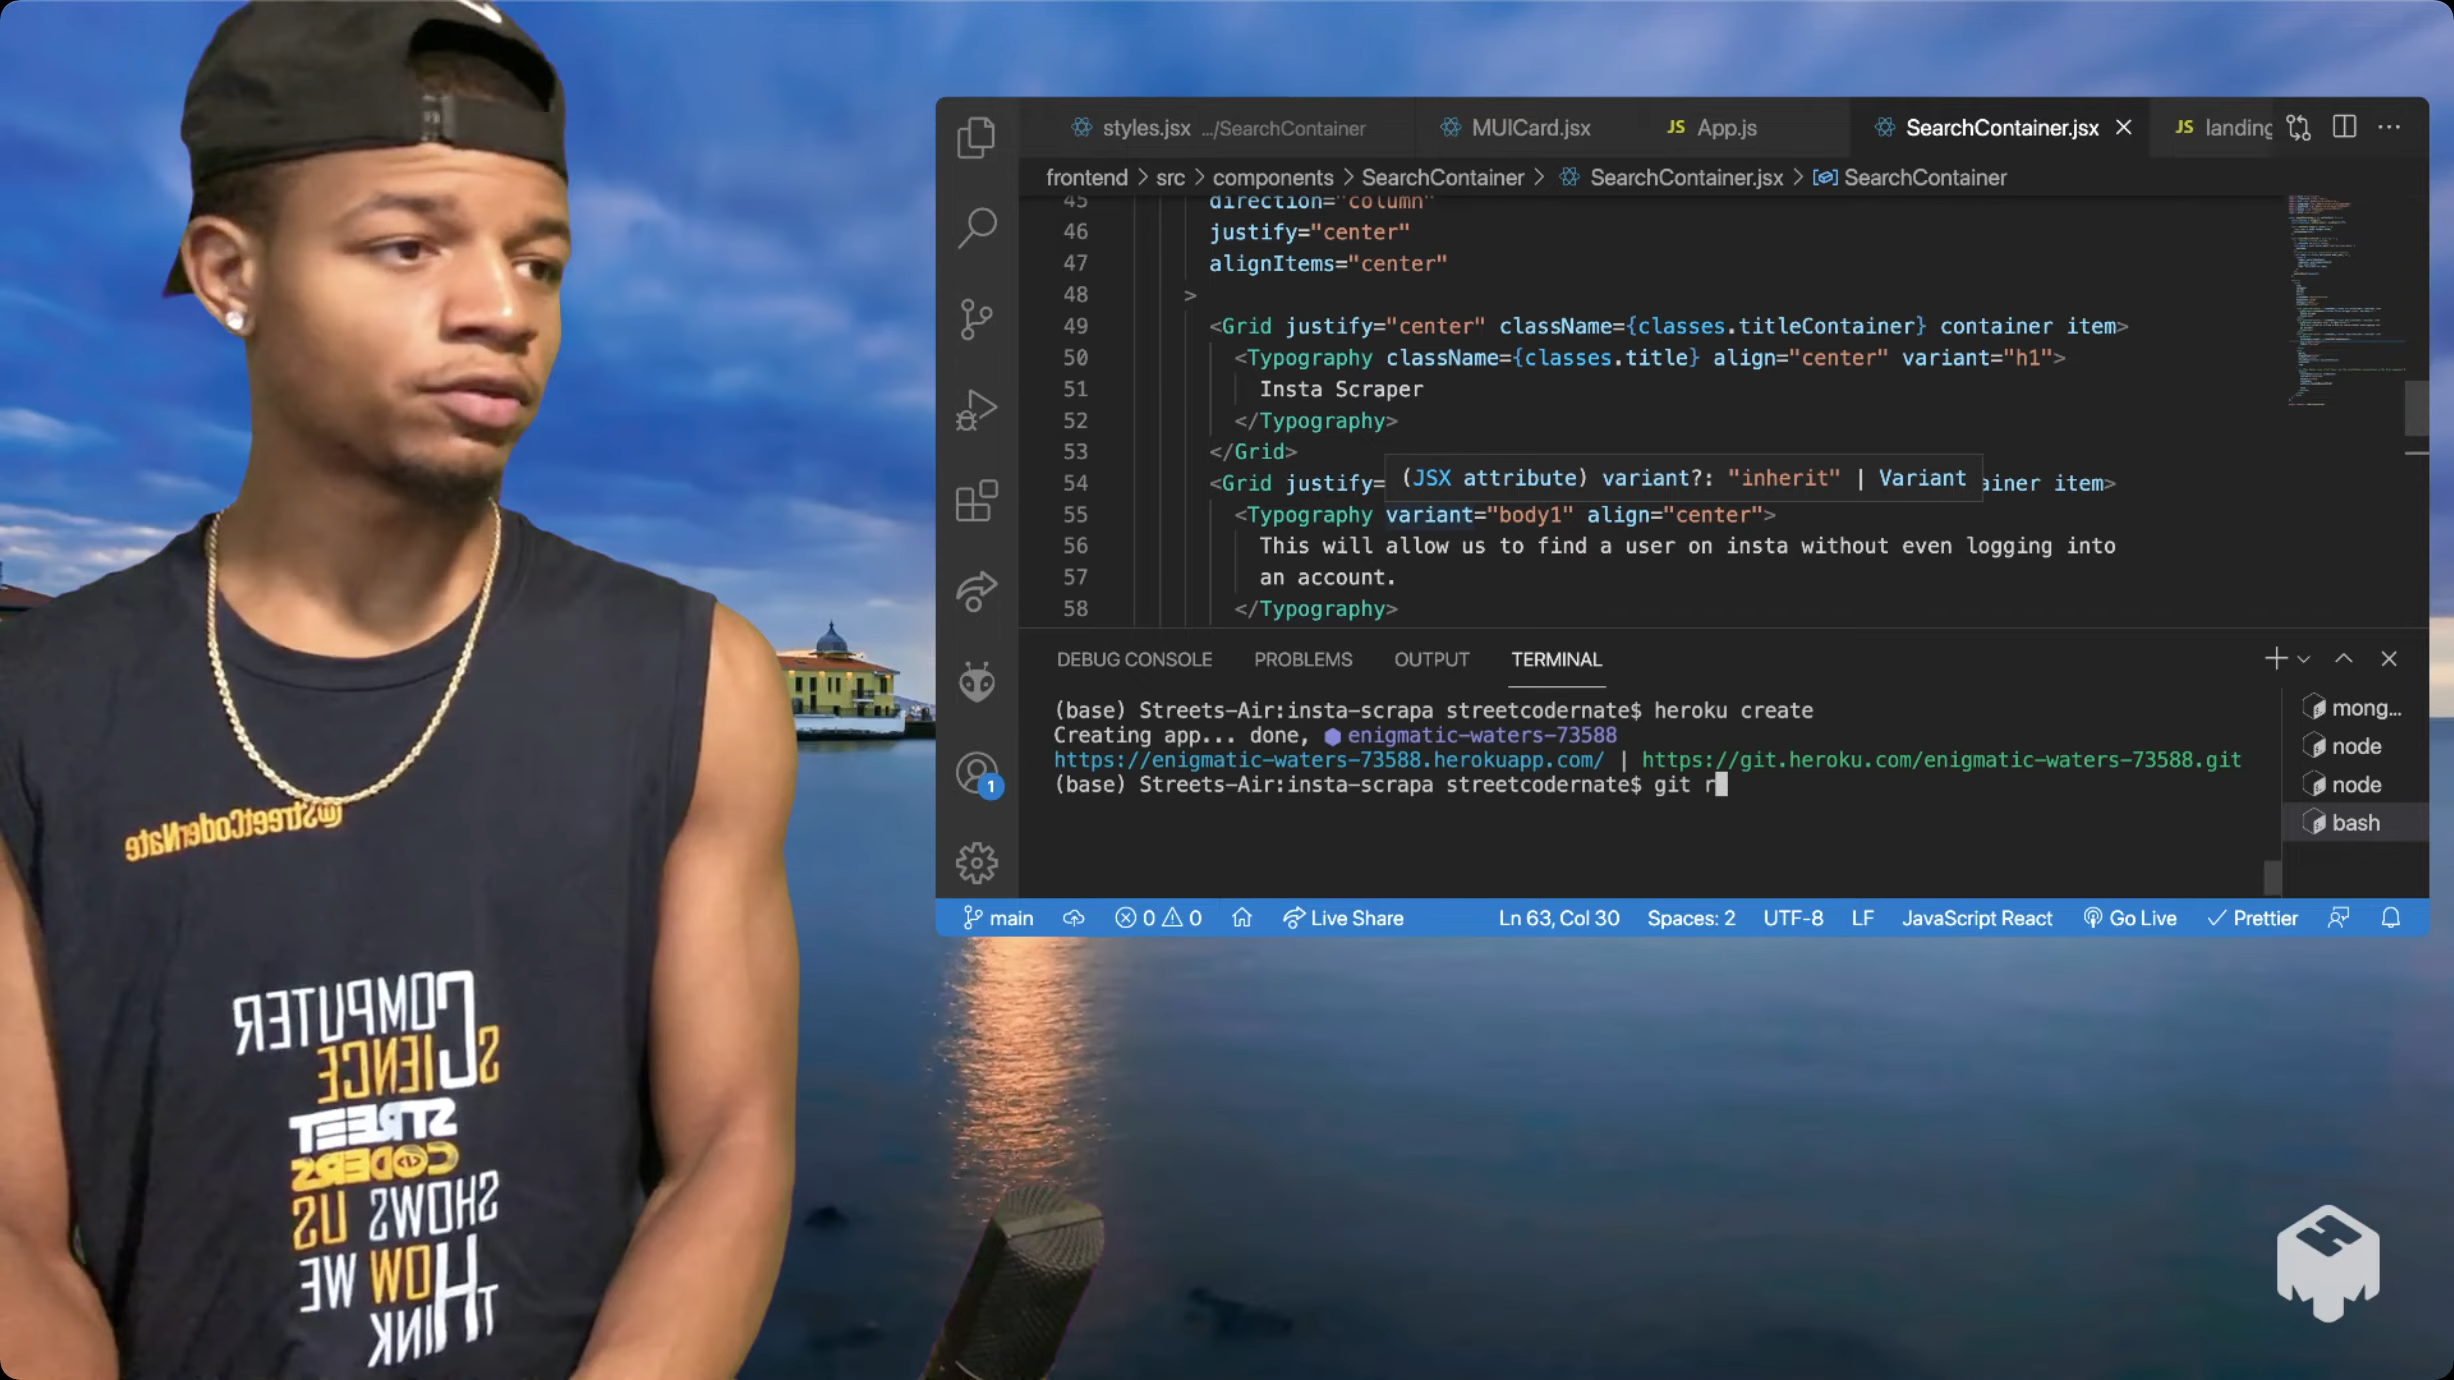 @StreetCoderNate
COMPUTER
SCIENCE
STREET
CODERS
SHOWS US
HOW WE
THINK
styles.jsx .../SearchContainer
MUICard.jsx
JS App.js
SearchContainer.jsx
JS landing
frontend > src > components > SearchContainer > SearchContainer.jsx > SearchContainer
45 direction="column"
46 justify="center"
47 alignItems="center"
48 >
49 <Grid justify="center" className={classes.titleContainer} container item>
50 <Typography className={classes.title} align="center" variant="h1">
51 Insta Scraper
52 </Typography>
53 </Grid>
(JSX attribute) variant?: "inherit" | Variant
54 <Grid justify= ainer item>
55 <Typography variant="body1" align="center">
56 This will allow us to find a user on insta without even logging into
57 an account.
58 </Typography>
DEBUG CONSOLE PROBLEMS OUTPUT TERMINAL
(base) Streets-Air:insta-scrapa streetcodernate$ heroku create
Creating app... done, enigmatic-waters-73588
https://enigmatic-waters-73588.herokuapp.com/ | https://git.heroku.com/enigmatic-waters-73588.git
(base) Streets-Air:insta-scrapa streetcodernate$ git r
mong...
node
node
bash
1
main 0 0 Live Share Ln 63, Col 30 Spaces: 2 UTF-8 LF JavaScript React Go Live Prettier